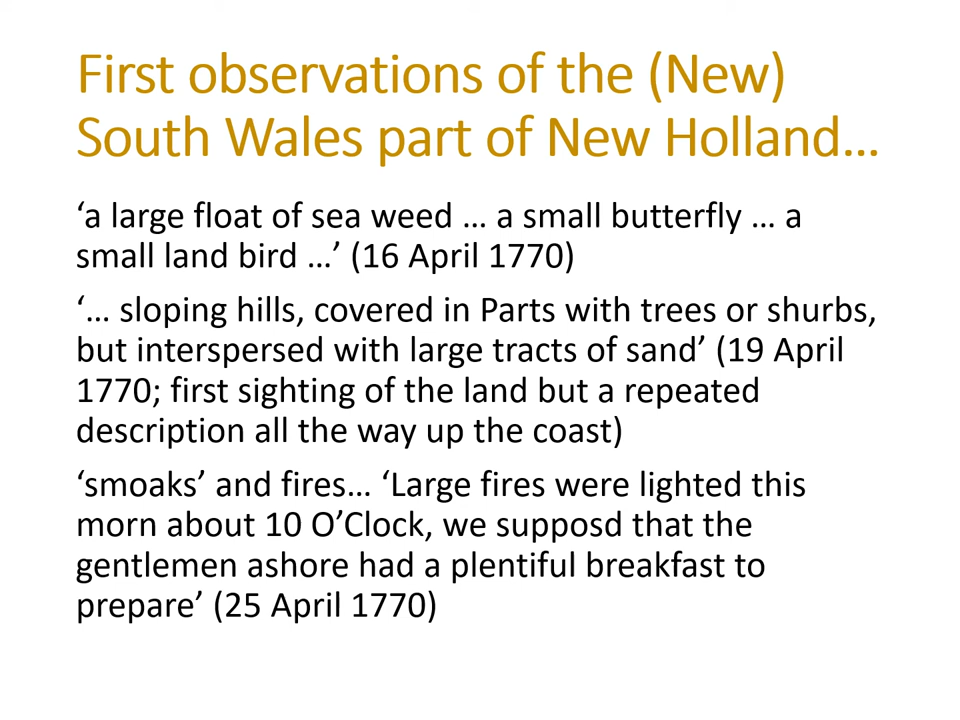 First observations of the (New)
South Wales part of New Holland…
‘a large float of sea weed … a small butterfly … a
small land bird …’ (16 April 1770)
‘… sloping hills, covered in Parts with trees or shurbs,
but interspersed with large tracts of sand’ (19 April
1770; first sighting of the land but a repeated
description all the way up the coast)
‘smoaks’ and fires… ‘Large fires were lighted this
morn about 10 O’Clock, we supposd that the
gentlemen ashore had a plentiful breakfast to
prepare’ (25 April 1770)